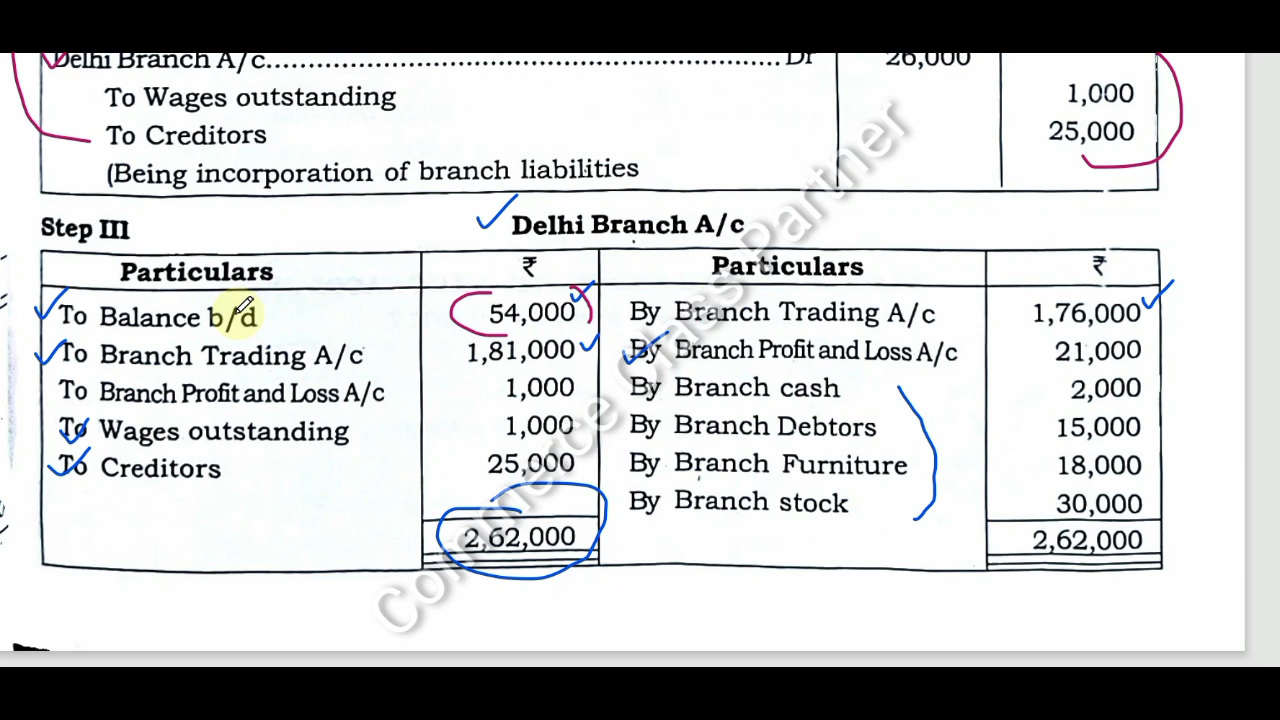 Delhi Branch A/c.......................................................Dr 26,000
To Wages outstanding 1,000
To Creditors 25,000
(Being incorporation of branch liabilities
Step III Delhi Branch A/c
Particulars ₹ Particulars ₹
To Balance b/d 54,000 By Branch Trading A/c 1,76,000
To Branch Trading A/c 1,81,000 By Branch Profit and Loss A/c 21,000
To Branch Profit and Loss A/c 1,000 By Branch cash 2,000
To Wages outstanding 1,000 By Branch Debtors 15,000
To Creditors 25,000 By Branch Furniture 18,000
By Branch stock 30,000
2,62,000 2,62,000
Commerce Class Partner